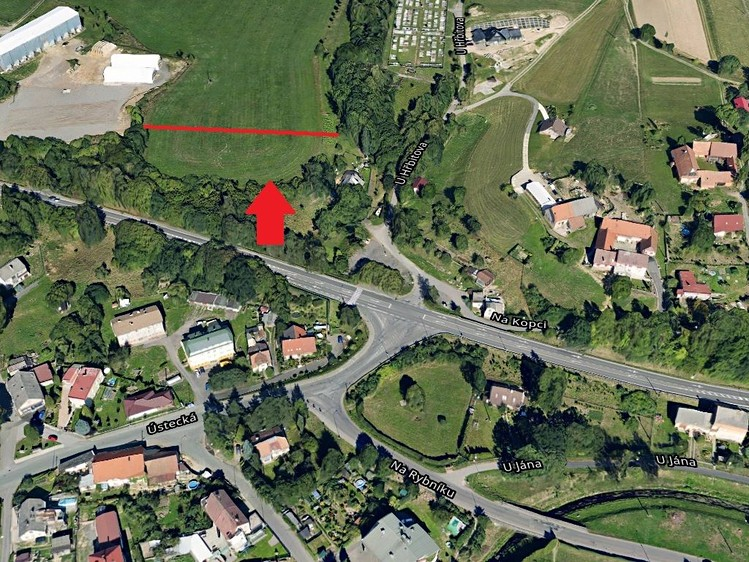 U Hřbitova
U Hřbitova
Na Kopci
Ústecká
Na Rybníku
U Jána
U Jána